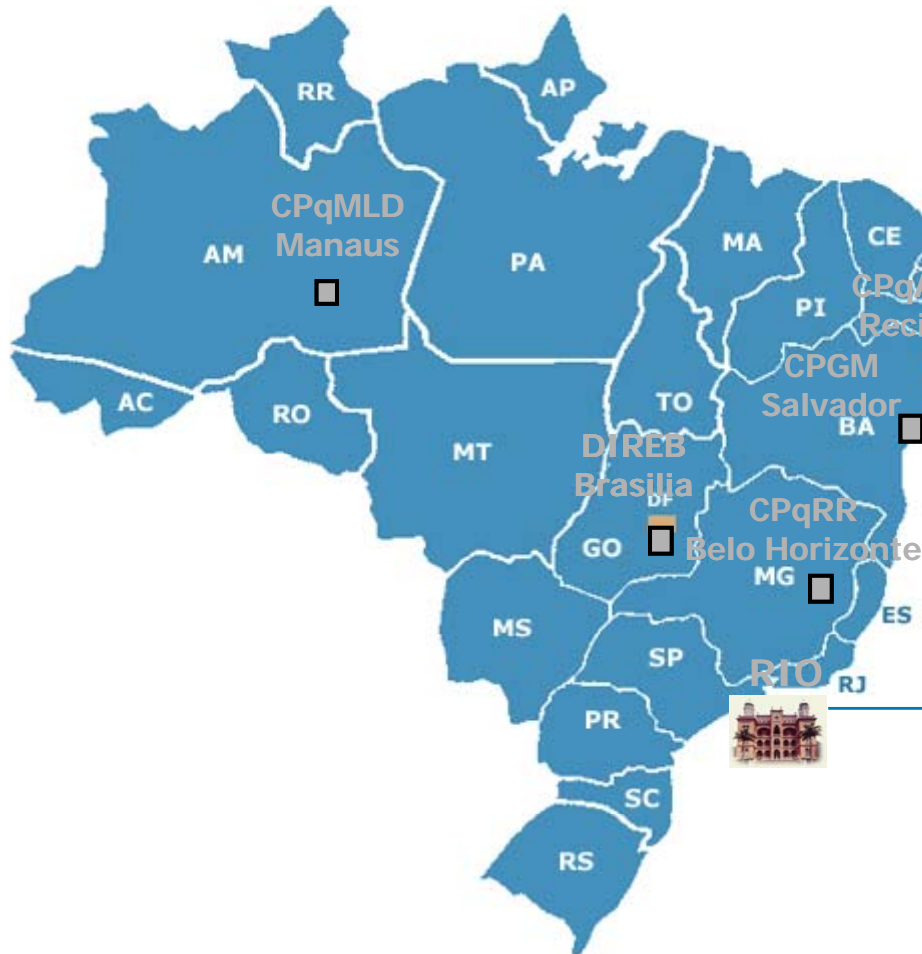 RR
AP
CPqMLD
Manaus
AM
PA
MA
CE
PI
CPGM
Salvador
BA
AC
RO
TO
MT
DIREB
Brasilia
DF
CPqRR
Belo Horizonte
GO
MG
ES
MS
SP
RIO
RJ
PR
SC
RS